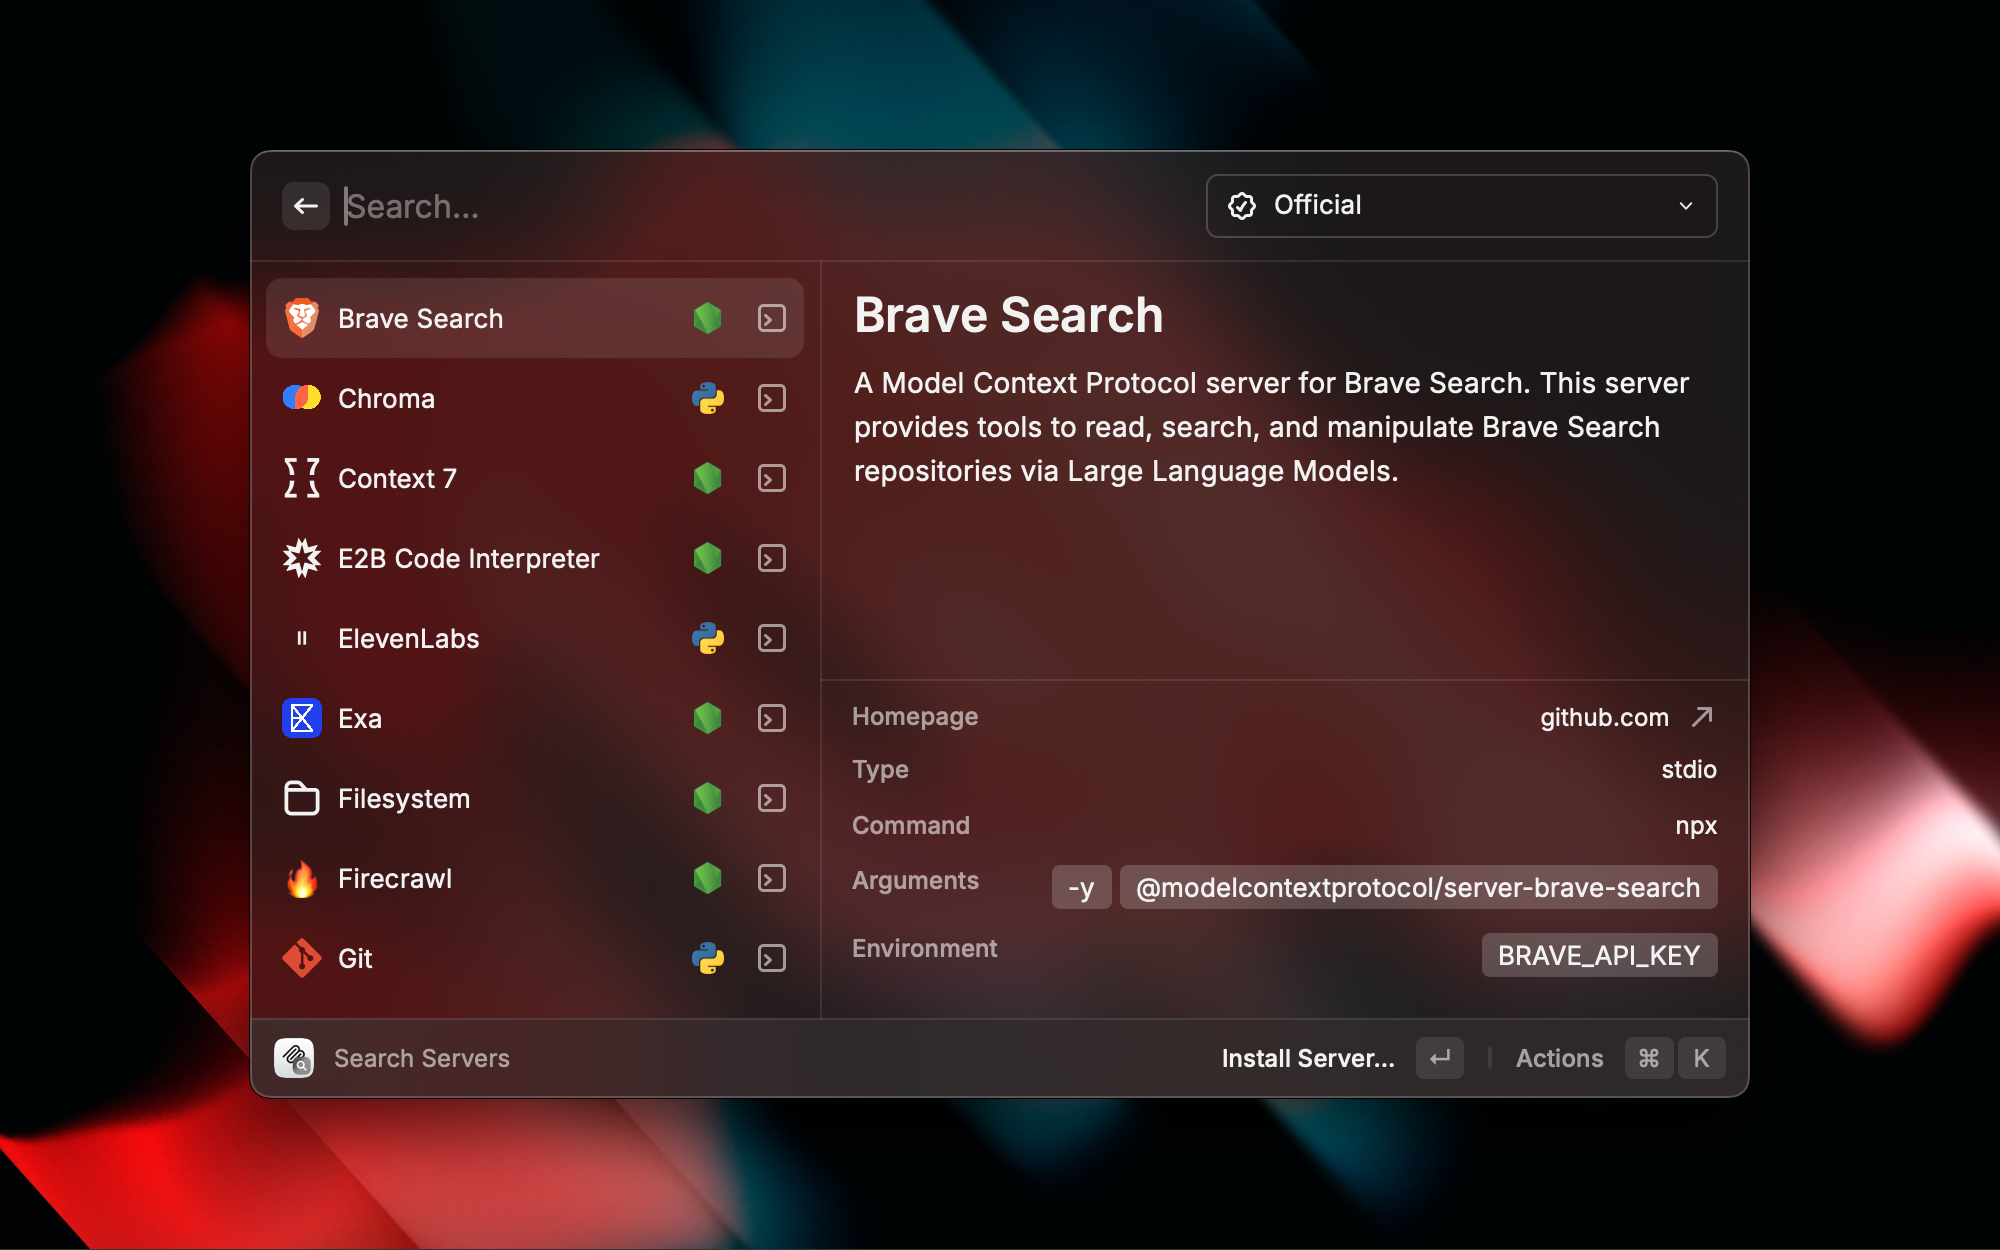 Search...
Official
Brave Search
Chroma
Context 7
E2B Code Interpreter
ElevenLabs
Exa
Filesystem
Firecrawl
Git
Brave Search
A Model Context Protocol server for Brave Search. This server
provides tools to read, search, and manipulate Brave Search
repositories via Large Language Models.
Homepage github.com
Type stdio
Command npx
Arguments -y @modelcontextprotocol/server-brave-search
Environment BRAVE_API_KEY
Search Servers
Install Server... ↵ Actions ⌘ K